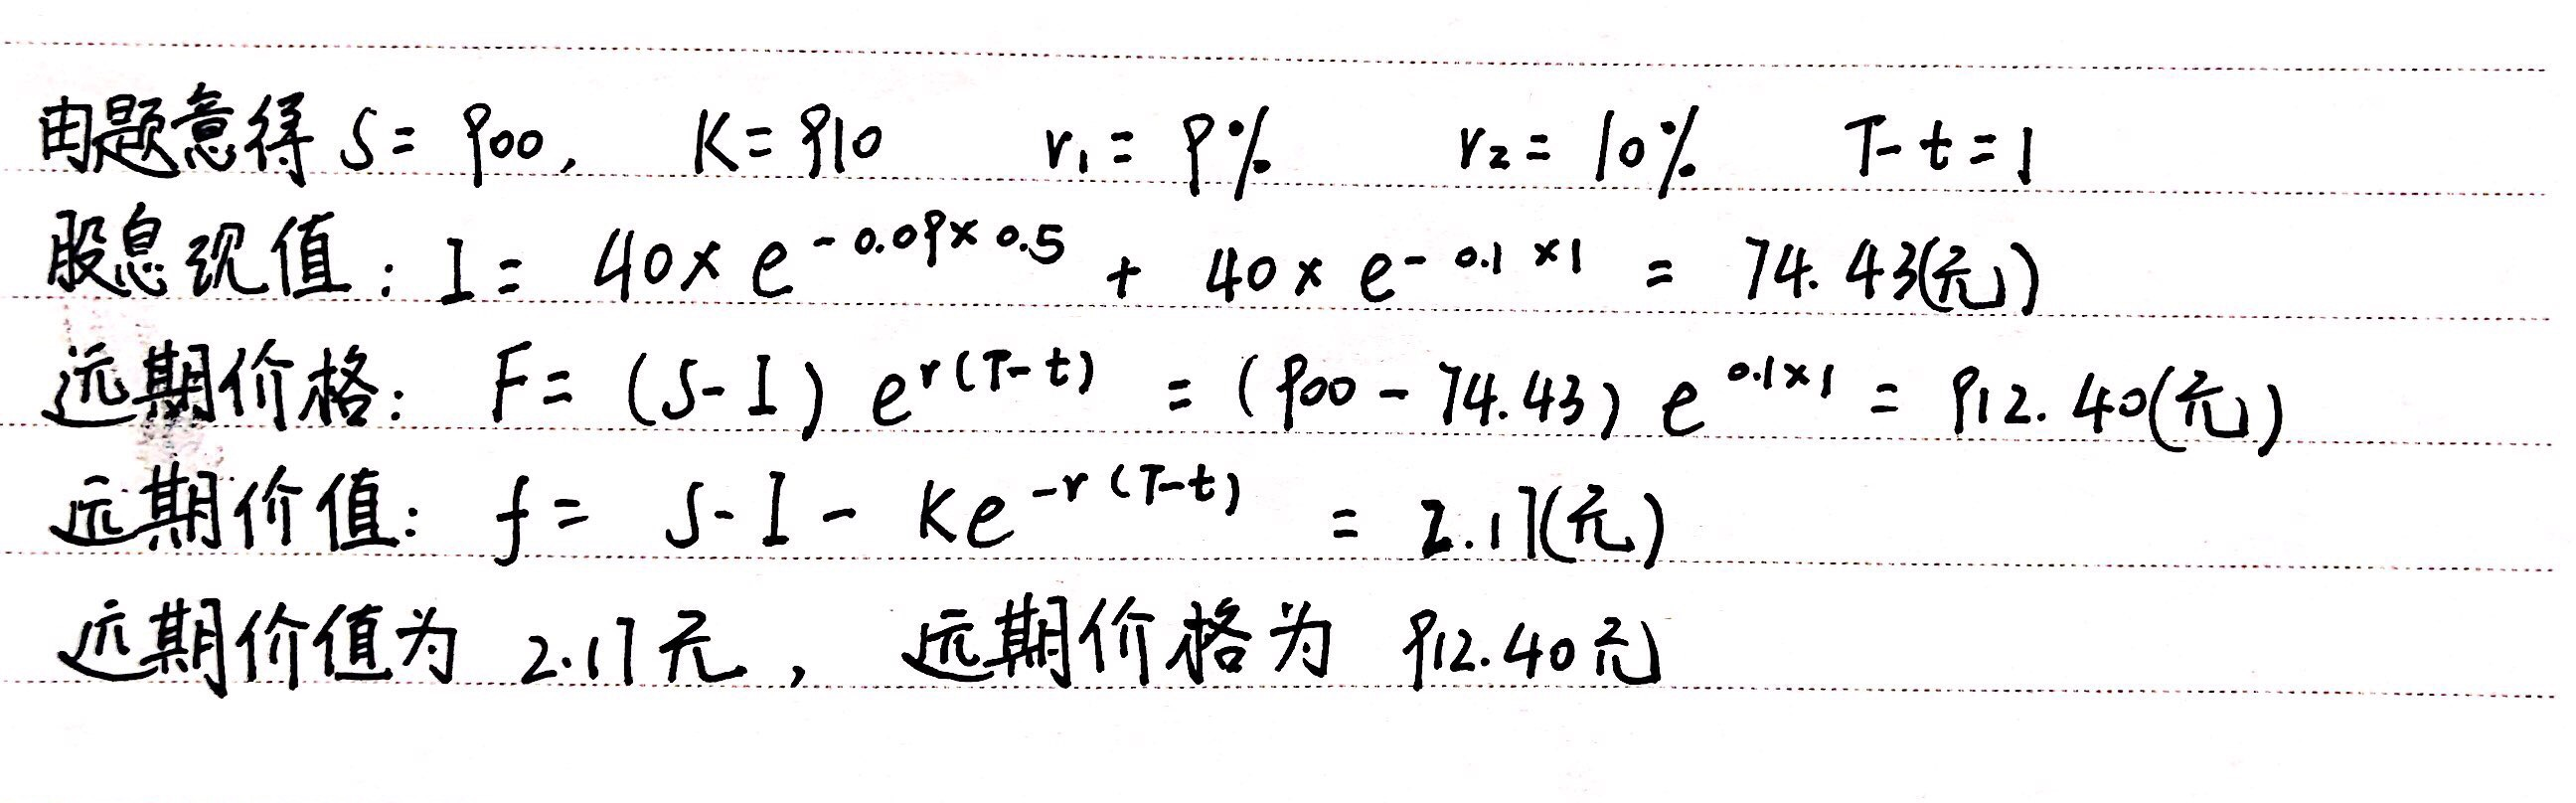 由题意得 S = 900, K = 910 r₁ = 9% r₂ = 10% T-t=1
股息现值: I = 40×e^{-0.09×0.5} + 40×e^{-0.1×1} = 74.43(元)
远期价格: F = (S-I) e^{r(T-t)} = (900-74.43) e^{0.1×1} = 912.40(元)
远期价值: f = S-I-Ke^{-r(T-t)} = 2.17(元)
远期价值为 2.17元, 远期价格为 912.40元